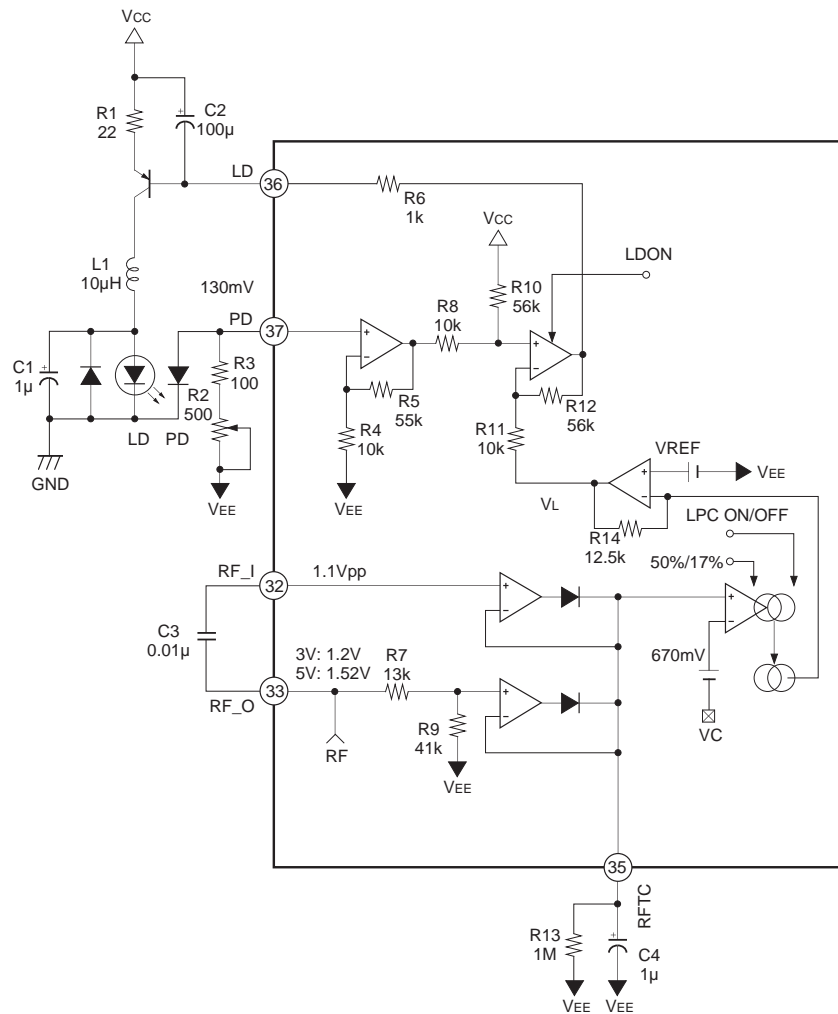 VCC
R1
22
C2
100µ
+
LD
36
R6
1k
VCC
LDON
L1
10µH
130mV
PD
37
R8
10k
R10
56k
+
−
+
−
C1
1µ
+
R3
100
R2
500
R5
55k
R12
56k
R4
10k
R11
10k
VREF
VEE
LD
PD
GND
VEE
VEE
VL
+
−
R14
12.5k
LPC ON/OFF
50%/17%
RF_I
32
1.1Vpp
+
−
+
−
C3
0.01µ
3V: 1.2V
5V: 1.52V
R7
13k
670mV
33
RF_O
+
−
R9
41k
RF
VEE
VC
35
RFTC
R13
1M
+
C4
1µ
VEE
VEE